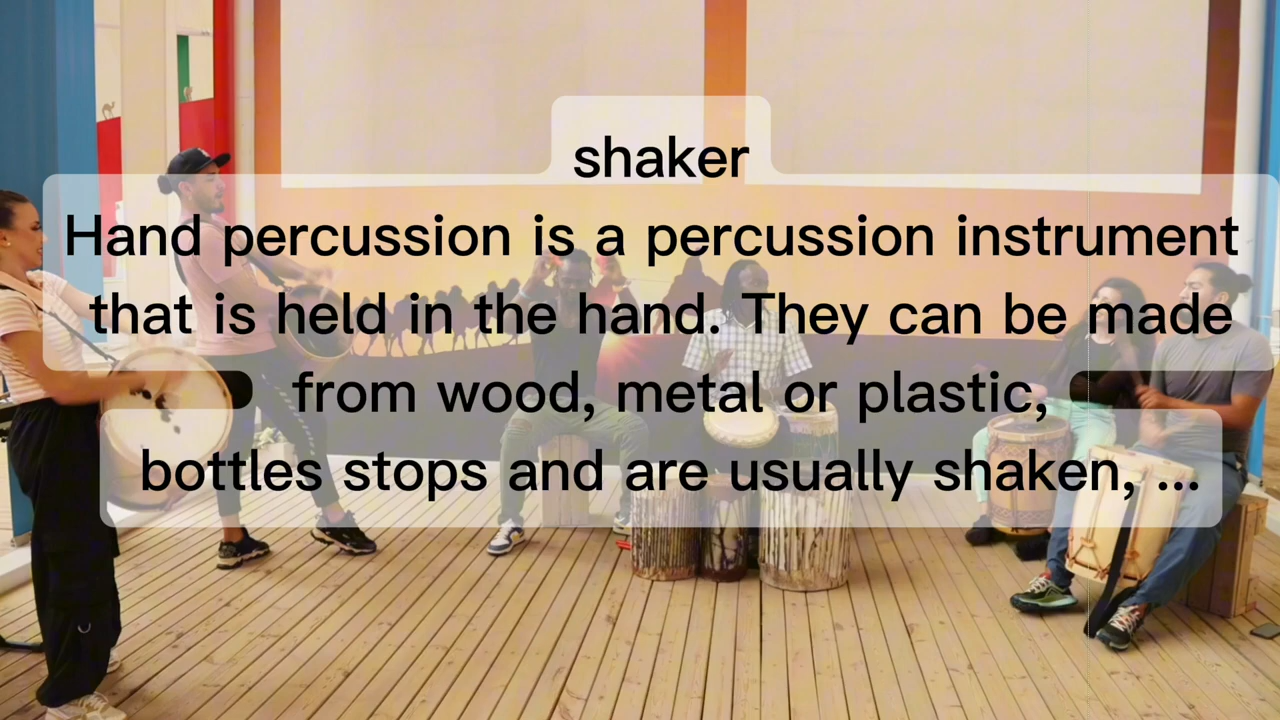 shaker
Hand percussion is a percussion instrument
that is held in the hand. They can be made
from wood, metal or plastic,
bottles stops and are usually shaken, ...